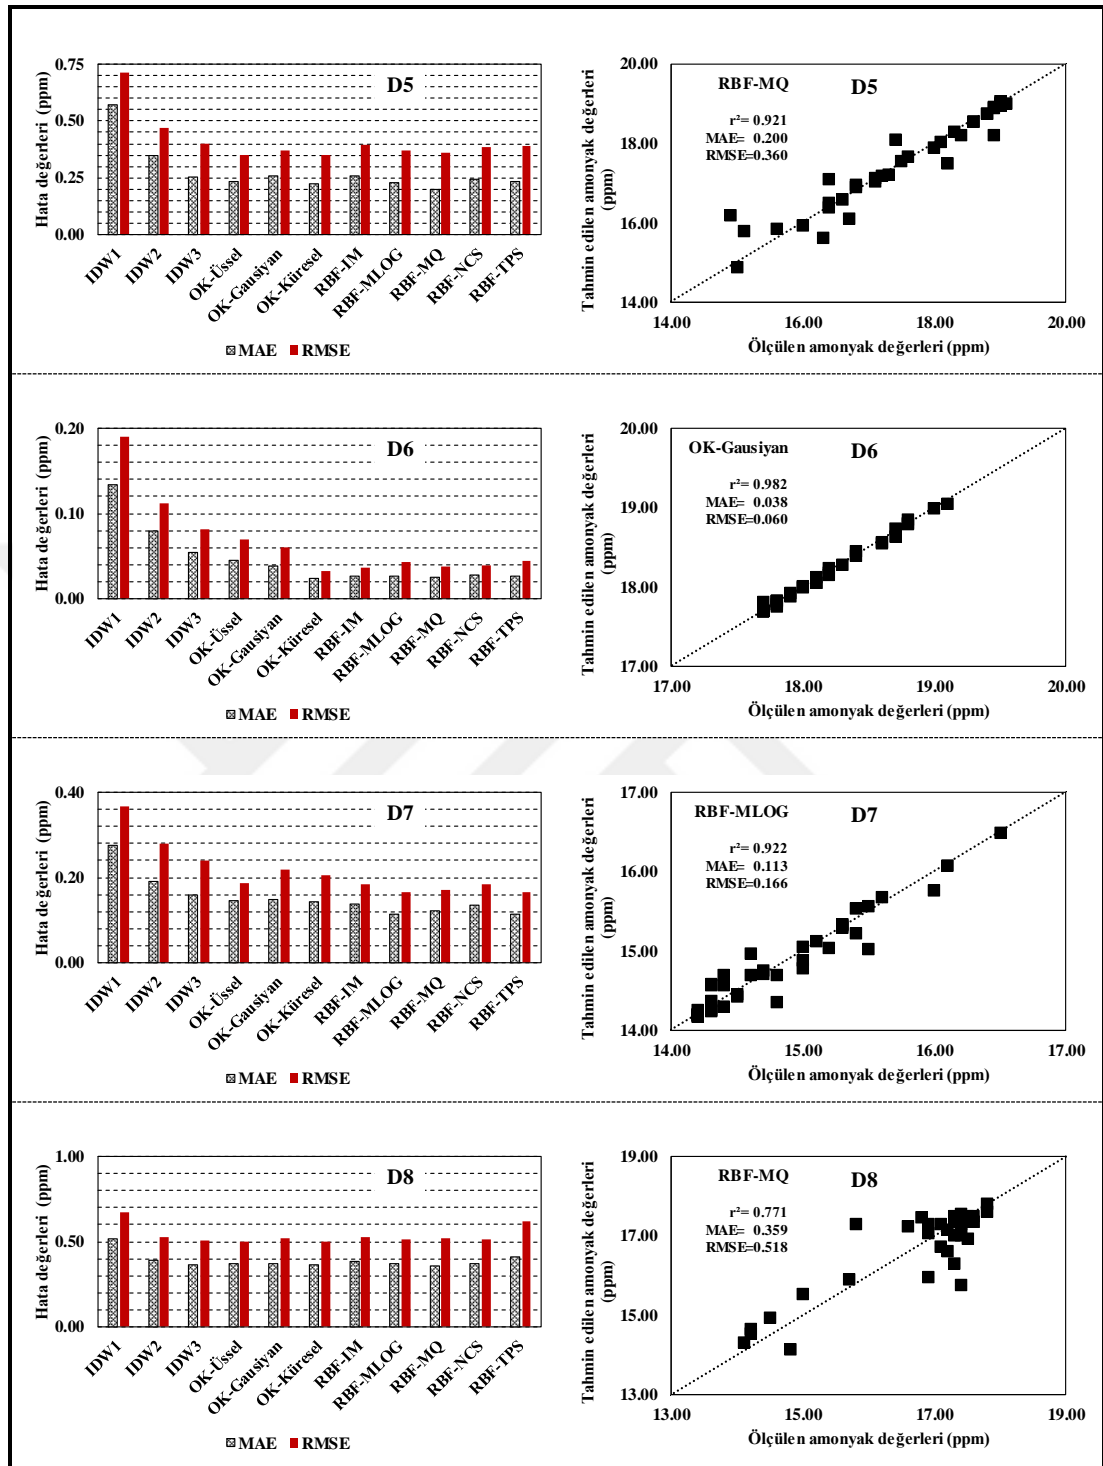 D5
Hata değerleri (ppm)
0.75
0.50
0.25
0.00
IDW1
IDW2
IDW3
OK-Üssel
OK-Gausiyan
OK-Küresel
RBF-IM
RBF-MLOG
RBF-MQ
RBF-NCS
RBF-TPS
MAE RMSE
RBF-MQ D5
r²= 0.921
MAE= 0.200
RMSE=0.360
Tahmin edilen amonyak değerleri
(ppm)
20.00
18.00
16.00
14.00
14.00 16.00 18.00 20.00
Ölçülen amonyak değerleri (ppm)
D6
Hata değerleri (ppm)
0.20
0.10
0.00
IDW1
IDW2
IDW3
OK-Üssel
OK-Gausiyan
OK-Küresel
RBF-IM
RBF-MLOG
RBF-MQ
RBF-NCS
RBF-TPS
MAE RMSE
OK-Gausiyan D6
r²= 0.982
MAE= 0.038
RMSE=0.060
Tahmin edilen amonyak değerleri
(ppm)
20.00
19.00
18.00
17.00
17.00 18.00 19.00 20.00
Ölçülen amonyak değerleri (ppm)
D7
Hata değerleri (ppm)
0.40
0.20
0.00
IDW1
IDW2
IDW3
OK-Üssel
OK-Gausiyan
OK-Küresel
RBF-IM
RBF-MLOG
RBF-MQ
RBF-NCS
RBF-TPS
MAE RMSE
RBF-MLOG D7
r²= 0.922
MAE= 0.113
RMSE=0.166
Tahmin edilen amonyak değerleri
(ppm)
17.00
16.00
15.00
14.00
14.00 15.00 16.00 17.00
Ölçülen amonyak değerleri (ppm)
D8
Hata değerleri (ppm)
1.00
0.50
0.00
IDW1
IDW2
IDW3
OK-Üssel
OK-Gausiyan
OK-Küresel
RBF-IM
RBF-MLOG
RBF-MQ
RBF-NCS
RBF-TPS
MAE RMSE
RBF-MQ D8
r²= 0.771
MAE= 0.359
RMSE=0.518
Tahmin edilen amonyak değerleri
(ppm)
19.00
17.00
15.00
13.00
13.00 15.00 17.00 19.00
Ölçülen amonyak değerleri (ppm)